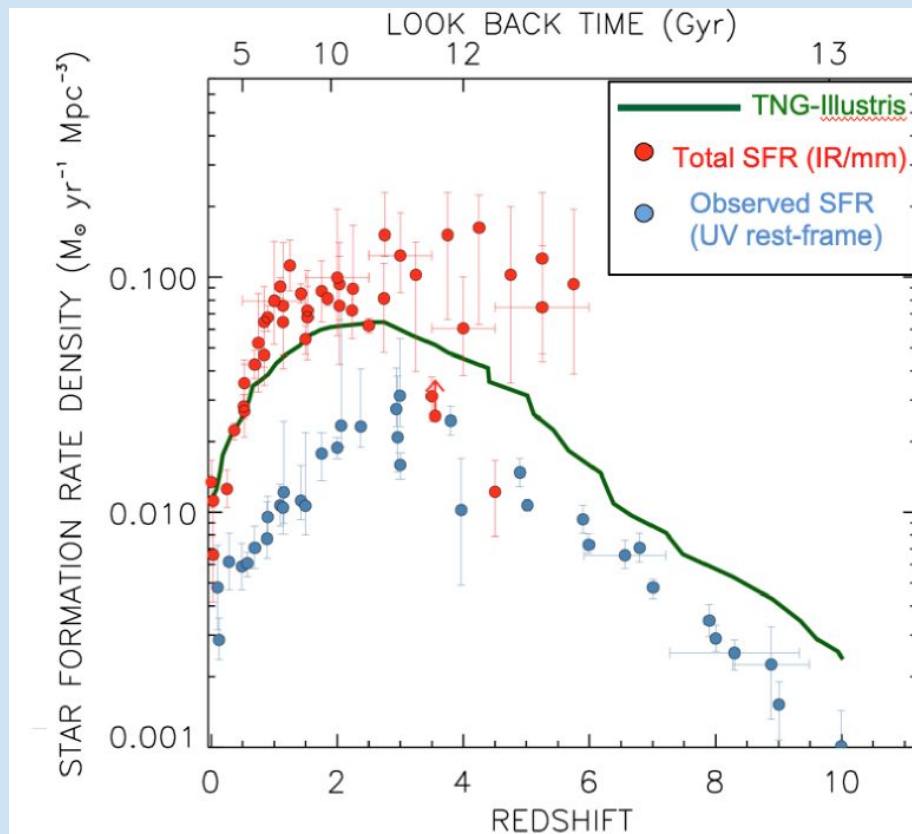 LOOK BACK TIME (Gyr)
5 10 12 13
TNG-Illustris
Total SFR (IR/mm)
Observed SFR
(UV rest-frame)
STAR FORMATION RATE DENSITY (M⊙ yr⁻¹ Mpc⁻³)
0.100
0.010
0.001
0 2 4 6 8 10
REDSHIFT